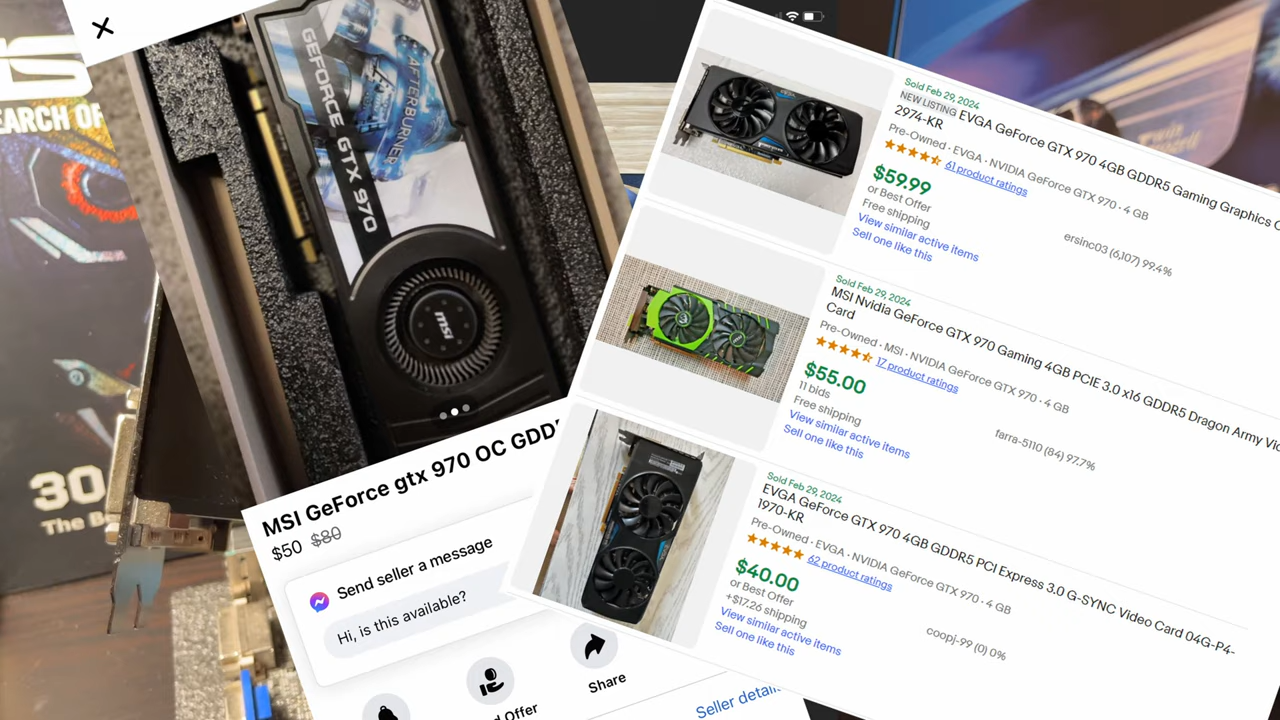 EARCH OF
30
The Be
GEFORCE GTX 970
AFTERBURNER
msi
MSI GeForce gtx 970 OC GDD
$50 $80
Send seller a message
Hi, is this available?
Offer
Share
Seller details
Sold Feb 29, 2024
NEW LISTING EVGA GeForce GTX 970 4GB GDDR5 Gaming Graphics C
2974-KR
Pre-Owned · EVGA · NVIDIA GeForce GTX 970 · 4 GB
61 product ratings
$59.99
or Best Offer
Free shipping
View similar active items
Sell one like this
ersinc03 (6,107) 99.4%
Sold Feb 29, 2024
MSI Nvidia GeForce GTX 970 Gaming 4GB PCIE 3.0 x16 GDDR5 Dragon Army Vi
Card
Pre-Owned · MSI · NVIDIA GeForce GTX 970 · 4 GB
17 product ratings
$55.00
11 bids
Free shipping
View similar active items
Sell one like this
farra-5110 (84) 97.7%
Sold Feb 29, 2024
EVGA GeForce GTX 970 4GB GDDR5 PCI Express 3.0 G-SYNC Video Card 04G-P4-
1970-KR
Pre-Owned · EVGA · NVIDIA GeForce GTX 970 · 4 GB
62 product ratings
$40.00
or Best Offer
+$17.26 shipping
View similar active items
Sell one like this
coopj-99 (0) 0%